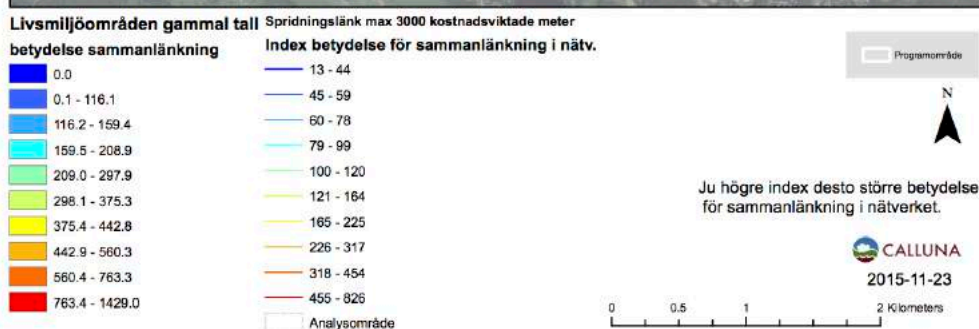 Livsmiljöområden gammal tall
betydelse sammanlänkning
0.0
0.1 - 116.1
116.2 - 159.4
159.5 - 208.9
209.0 - 297.9
298.1 - 375.3
375.4 - 442.8
442.9 - 560.3
560.4 - 763.3
763.4 - 1429.0
Spridningslänk max 3000 kostnadsviktade meter
Index betydelse för sammanlänkning i nätv.
13 - 44
45 - 59
60 - 78
79 - 99
100 - 120
121 - 164
165 - 225
226 - 317
318 - 454
455 - 826
Analysområde
Programområde
N
Ju högre index desto större betydelse
för sammanlänkning i nätverket.
CALLUNA
2015-11-23
0 0.5 1 2 Kilometers